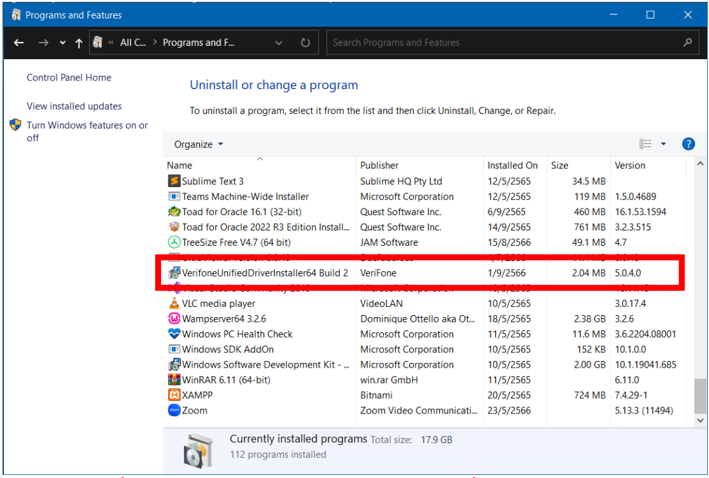 Programs and Features
« All C... > Programs and F...
Search Programs and Features
Control Panel Home
View installed updates
Turn Windows features on or
off
Uninstall or change a program
To uninstall a program, select it from the list and then click Uninstall, Change, or Repair.
Organize
Name Publisher Installed On Size Version
Sublime Text 3 Sublime HQ Pty Ltd 12/5/2565 34.5 MB
Teams Machine-Wide Installer Microsoft Corporation 12/5/2565 119 MB 1.5.0.4689
Toad for Oracle 16.1 (32-bit) Quest Software Inc. 6/9/2565 460 MB 16.1.53.1594
Toad for Oracle 2022 R3 Edition Install... Quest Software Inc. 14/9/2565 761 MB 3.2.3.515
TreeSize Free V4.7 (64 bit) JAM Software 15/8/2566 49.1 MB 4.7
VerifoneUnifiedDriverInstaller64 Build 2 VeriFone 1/9/2566 2.04 MB 5.0.4.0
VLC media player VideoLAN 10/5/2565 3.0.17.4
Wampserver64 3.2.6 Dominique Ottello aka Ot... 18/5/2565 2.38 GB 3.2.6
Windows PC Health Check Microsoft Corporation 11/5/2565 11.6 MB 3.6.2204.08001
Windows SDK AddOn Microsoft Corporation 10/5/2565 152 KB 10.1.0.0
Windows Software Development Kit - ... Microsoft Corporation 10/5/2565 2.00 GB 10.1.19041.685
WinRAR 6.11 (64-bit) win.rar GmbH 11/5/2565 6.11.0
XAMPP Bitnami 20/5/2565 724 MB 7.4.29-1
Zoom Zoom Video Communicati... 23/5/2566 5.13.3 (11494)
Currently installed programs Total size: 17.9 GB
112 programs installed